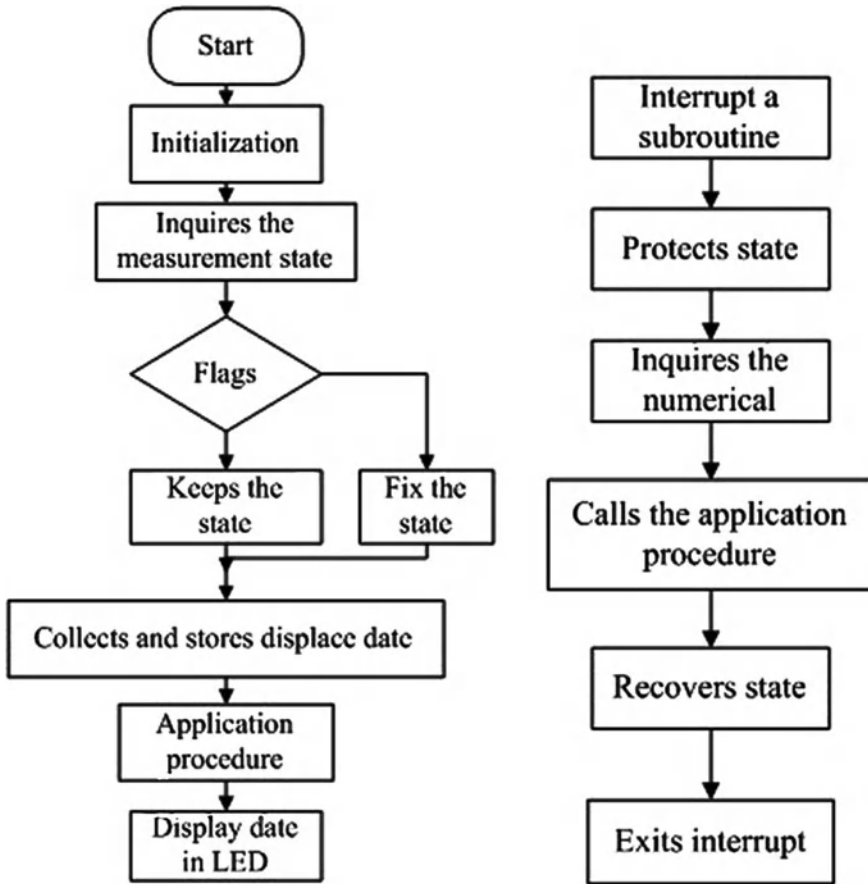 Start
Initialization
Inquires the
measurement state
Flags
Keeps the
state
Fix the
state
Collects and stores displace date
Application
procedure
Display date
in LED
Interrupt a
subroutine
Protects state
Inquires the
numerical
Calls the application
procedure
Recovers state
Exits interrupt